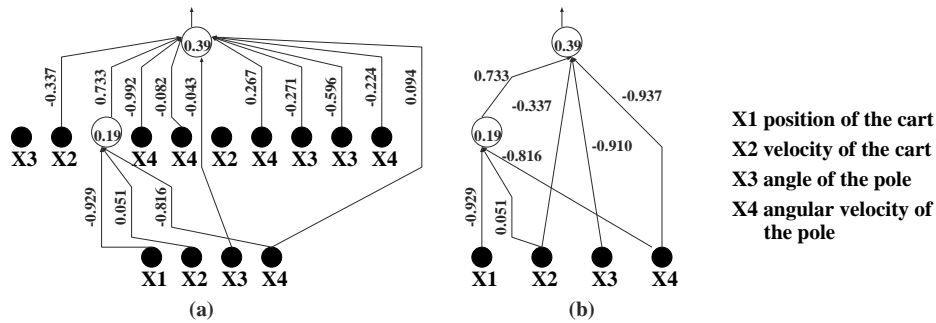 0.39
-0.337
0.733
-0.992
-0.082
-0.043
0.267
-0.271
-0.596
-0.224
0.094
0.19
X3 X2 X4 X4 X2 X4 X3 X3 X4
-0.929
0.051
-0.816
X1 X2 X3 X4
(a)
0.39
0.733
-0.337
-0.937
0.19
-0.816
-0.910
-0.929
0.051
X1 X2 X3 X4
(b)
X1 position of the cart
X2 velocity of the cart
X3 angle of the pole
X4 angular velocity of
the pole